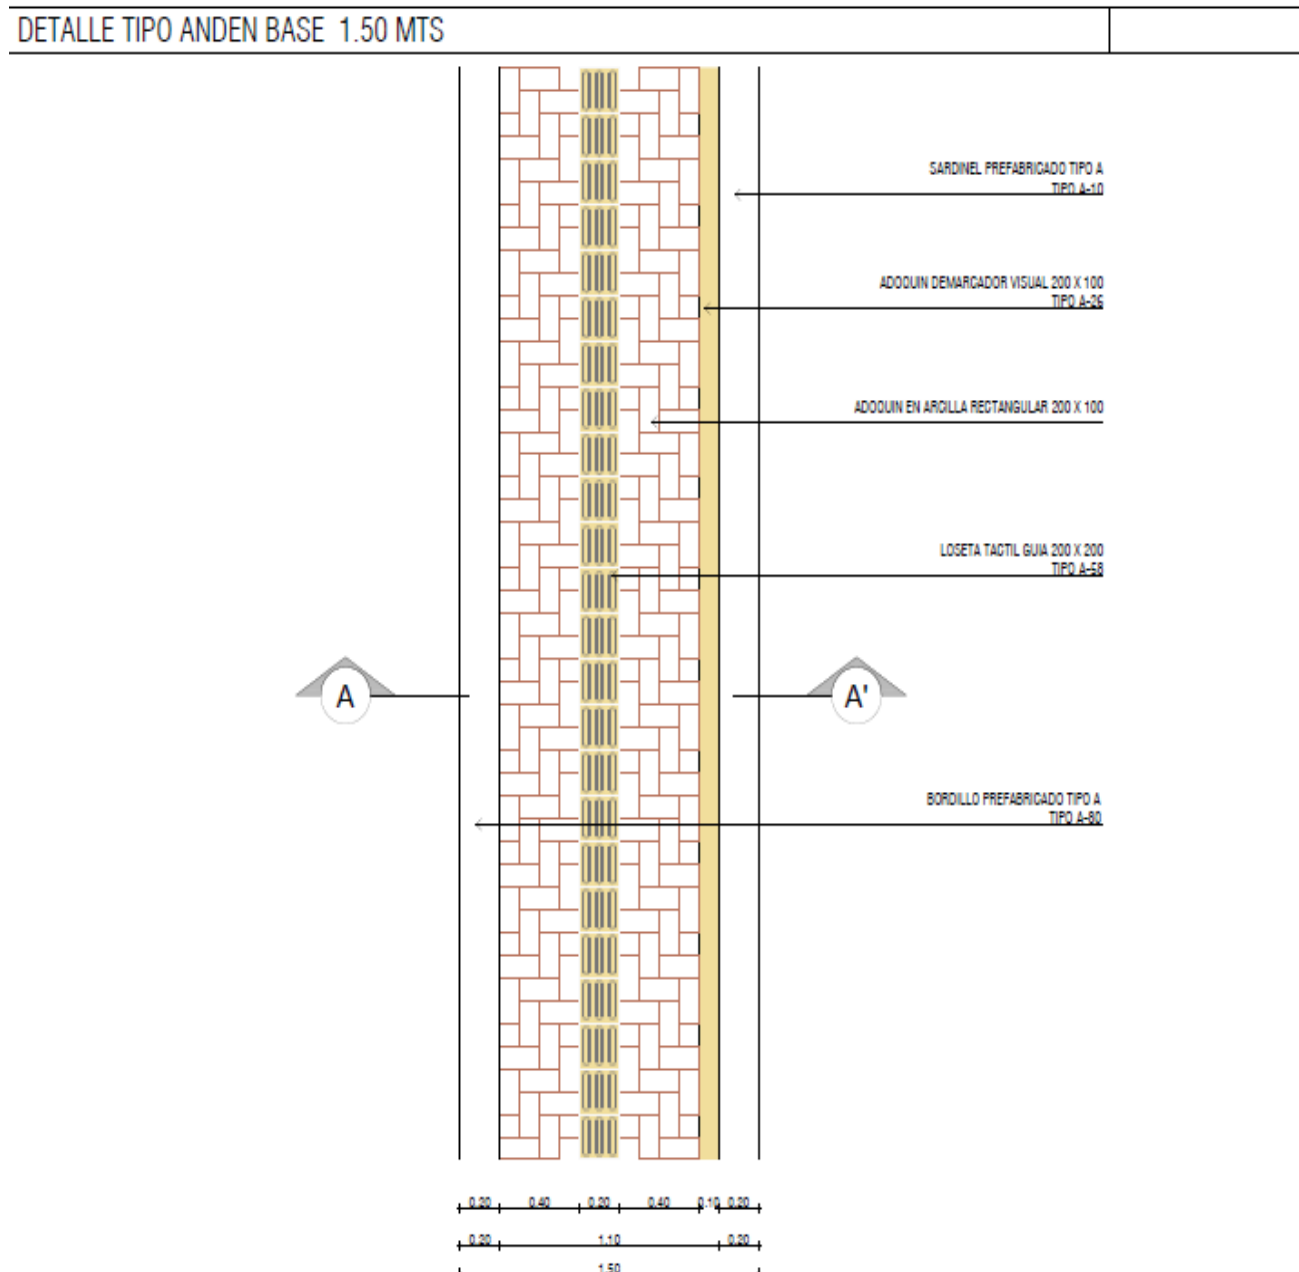 DETALLE TIPO ANDEN BASE 1.50 MTS
SARDINEL PREFABRICADO TIPO A
TIPO A-10
ADOQUIN DEMARCADOR VISUAL 200 X 100
TIPO A-26
ADOQUIN EN ARCILLA RECTANGULAR 200 X 100
LOSETA TACTIL GUIA 200 X 200
TIPO A-58
A
A'
BORDILLO PREFABRICADO TIPO A
TIPO A-80
0.20 0.40 0.20 0.40 0.10 0.20
0.20 1.10 0.20
1.50